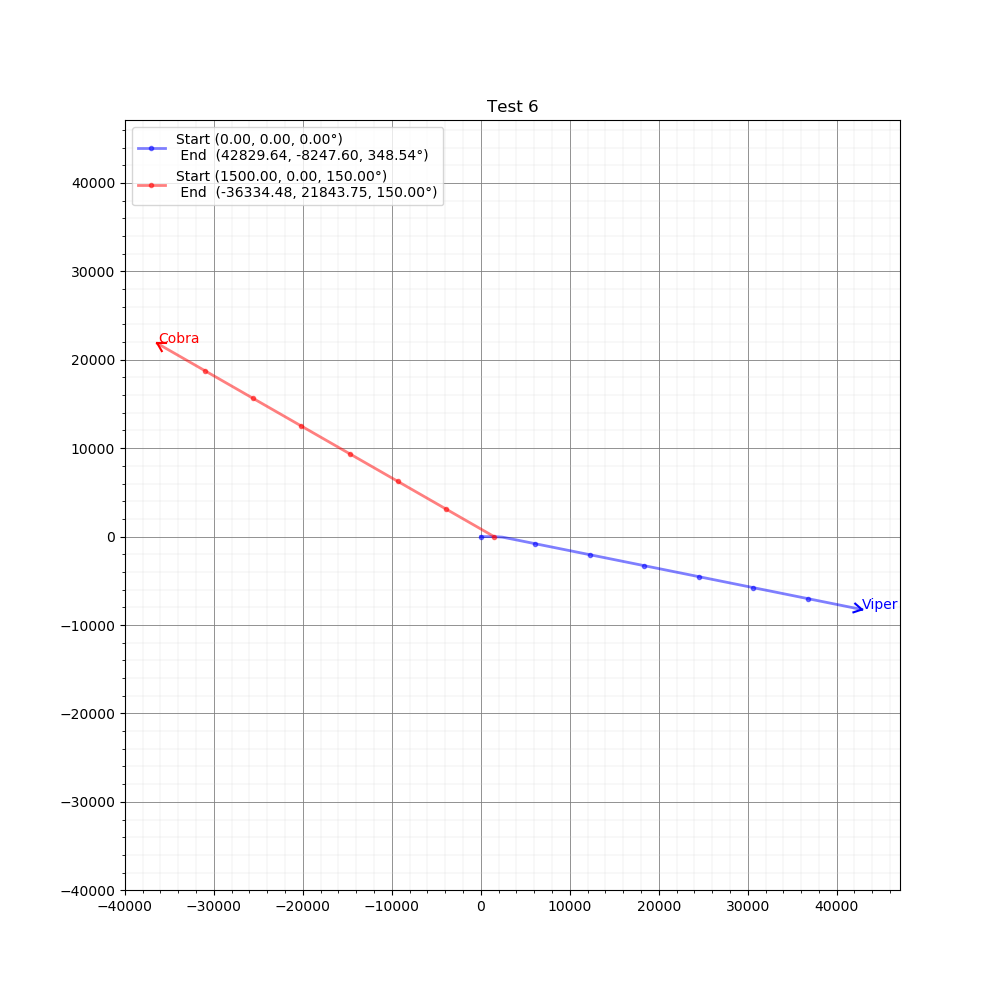 Test 6
Start (0.00, 0.00, 0.00°)
End (42829.64, -8247.60, 348.54°)
Start (1500.00, 0.00, 150.00°)
End (-36334.48, 21843.75, 150.00°)
40000
30000
Cobra
20000
10000
0
Viper
−10000
−20000
−30000
−40000
−40000 −30000 −20000 −10000 0 10000 20000 30000 40000